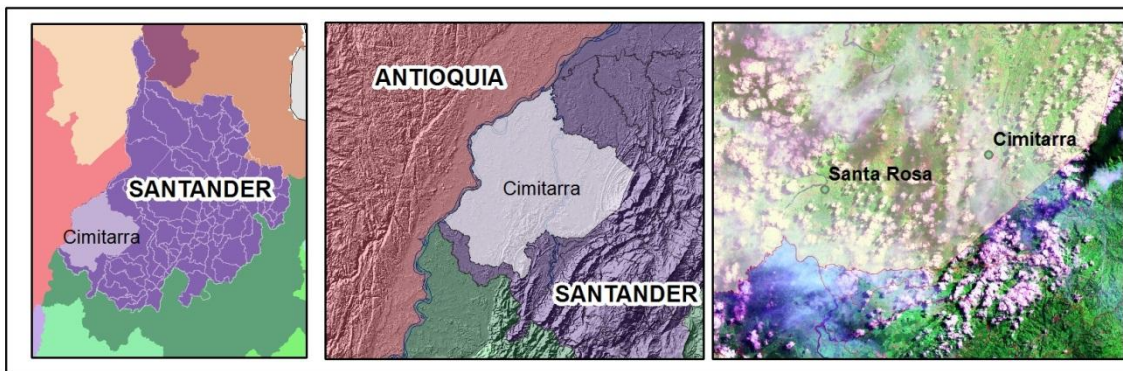 SANTANDER
Cimitarra
ANTIOQUIA
Cimitarra
SANTANDER
Cimitarra
Santa Rosa